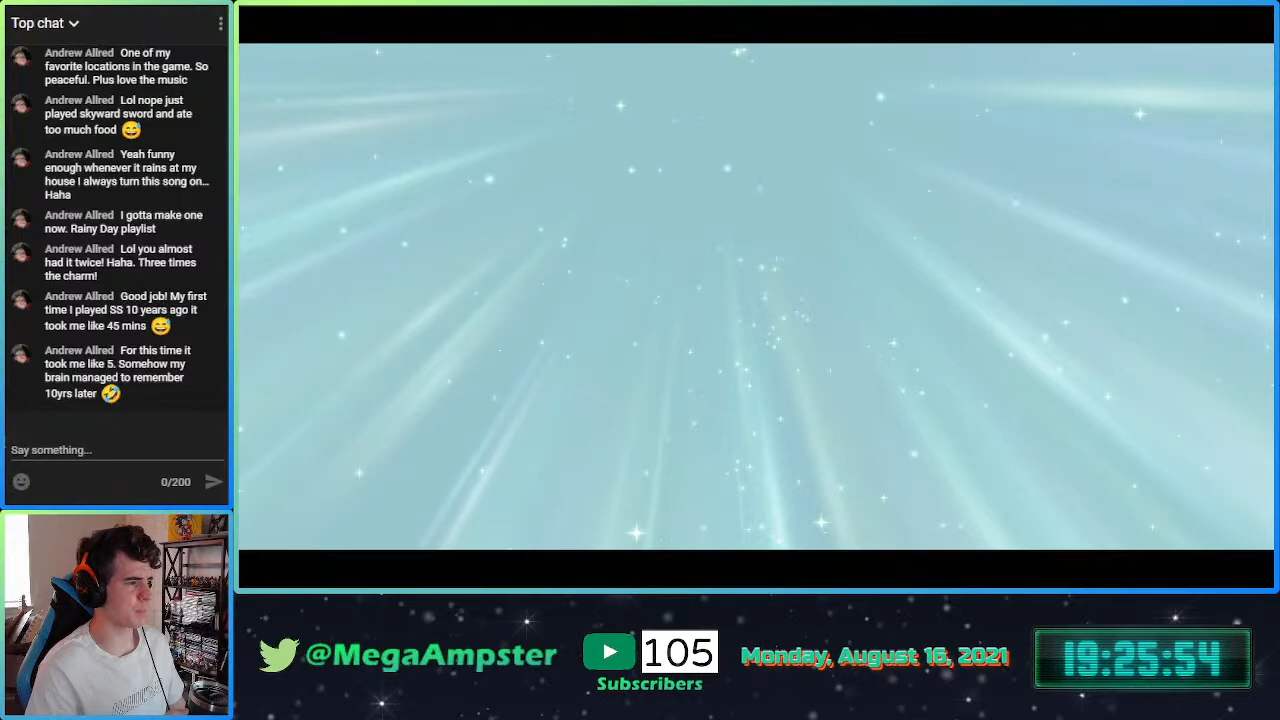 Top chat
Andrew Allred One of my
favorite locations in the game. So
peaceful. Plus love the music
Andrew Allred Lol nope just
played skyward sword and ate
too much food 😅
Andrew Allred Yeah funny
enough whenever it rains at my
house I always turn this song on...
Haha
Andrew Allred I gotta make one
now. Rainy Day playlist
Andrew Allred Lol you almost
had it twice! Haha. Three times
the charm!
Andrew Allred Good job! My first
time I played SS 10 years ago it
took me like 45 mins 😅
Andrew Allred For this time it
took me like 5. Somehow my
brain managed to remember
10yrs later 🤣
Say something...
0/200
@MegaAmpster
105
Subscribers
Monday, August 16, 2021
19:25:54